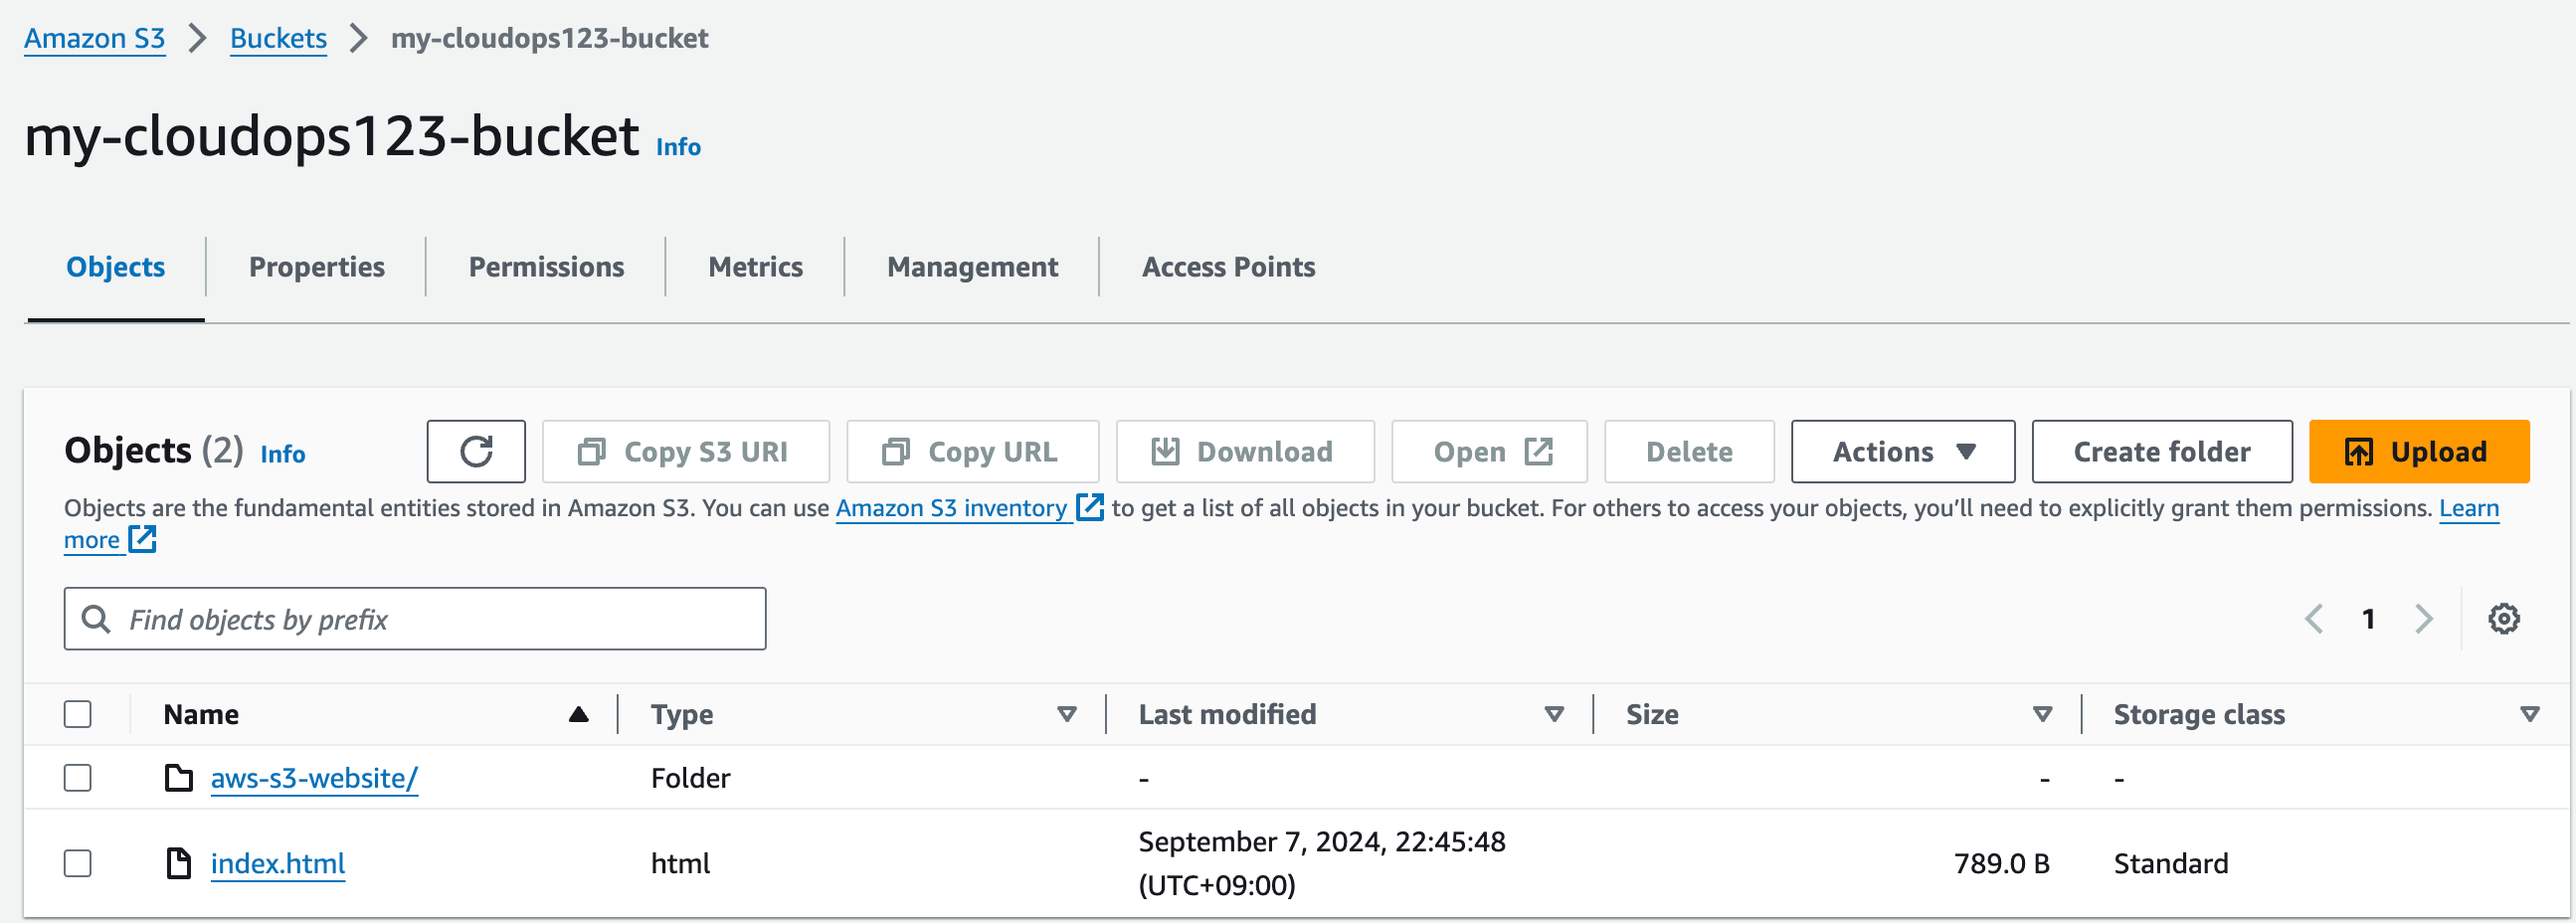 Amazon S3 > Buckets > my-cloudops123-bucket
my-cloudops123-bucket Info
Objects Properties Permissions Metrics Management Access Points
Objects (2) Info Copy S3 URI Copy URL Download Open Delete Actions Create folder Upload
Objects are the fundamental entities stored in Amazon S3. You can use Amazon S3 inventory to get a list of all objects in your bucket. For others to access your objects, you’ll need to explicitly grant them permissions. Learn
more
Find objects by prefix
1
Name Type Last modified Size Storage class
aws-s3-website/ Folder - - -
index.html html September 7, 2024, 22:45:48 (UTC+09:00) 789.0 B Standard